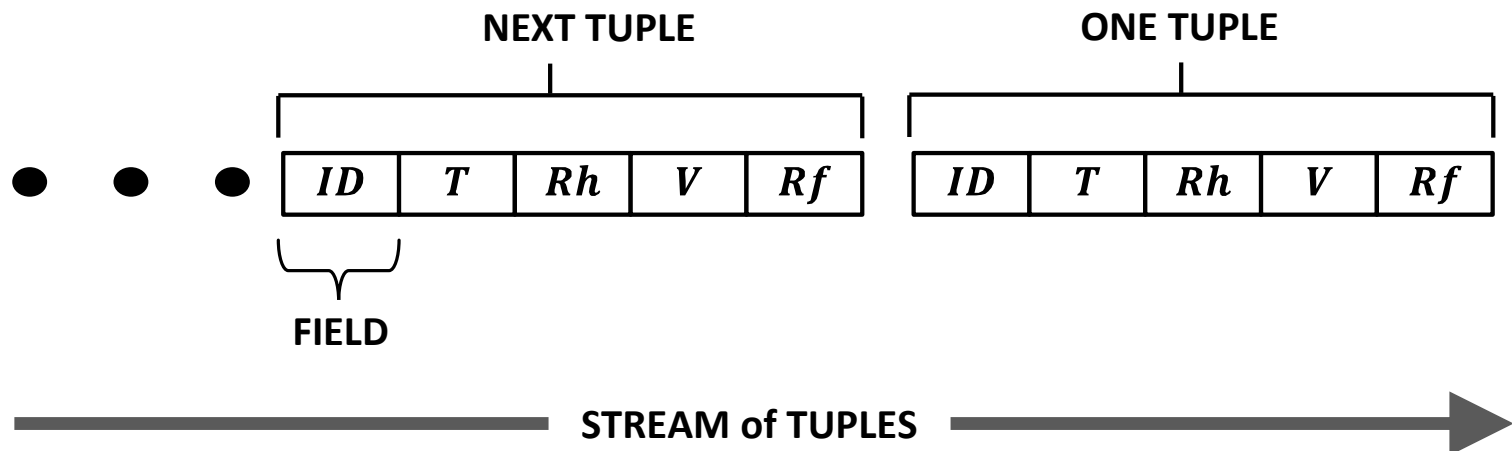 NEXT TUPLE ONE TUPLE
ID T Rh V Rf ID T Rh V Rf
FIELD
STREAM of TUPLES